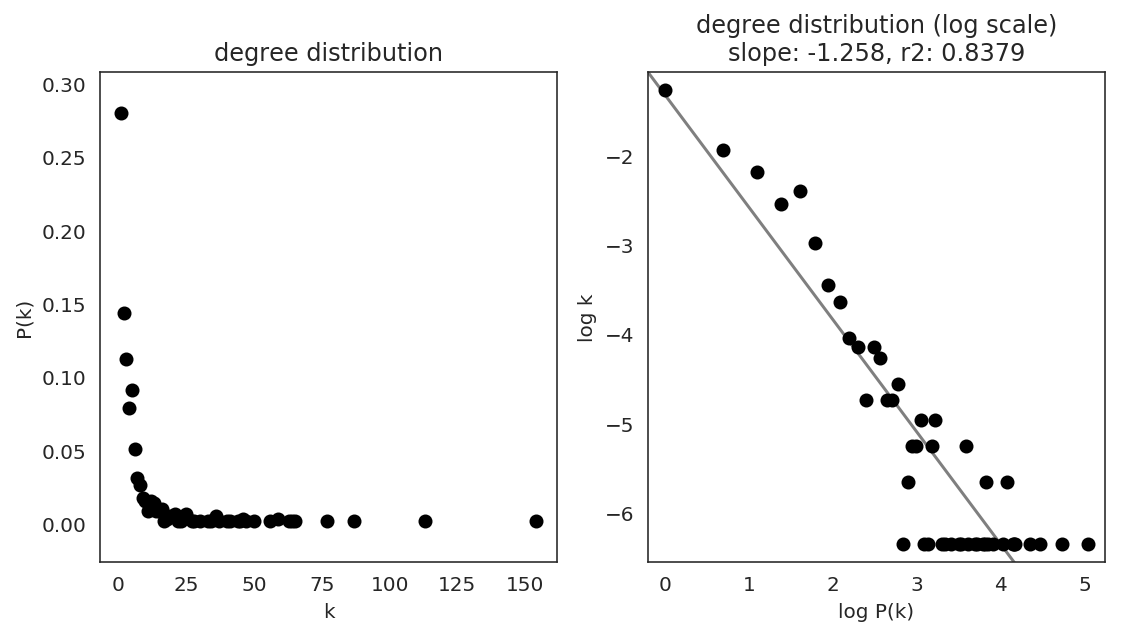 degree distribution
0.30
0.25
0.20
0.15
0.10
0.05
0.00
P(k)
0 25 50 75 100 125 150
k
degree distribution (log scale)
slope: -1.258, r2: 0.8379
−2
−3
−4
−5
−6
log k
0 1 2 3 4 5
log P(k)